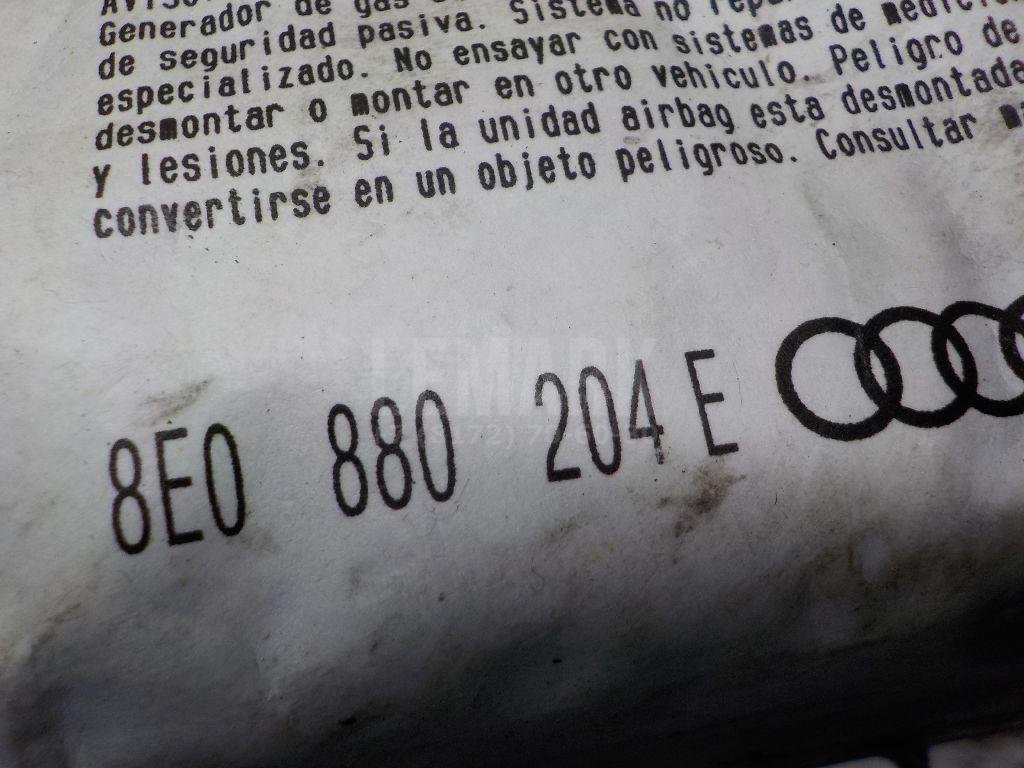 Generador de gas
de seguridad pasiva. Sistema no
especializado. No ensayar con sistemas de
desmontar o montar en otro vehiculo. Peligro de
y lesiones. Si la unidad airbag esta desmontada
convertirse en un objeto peligroso. Consultar
LEMARK
8E0 880 204 E